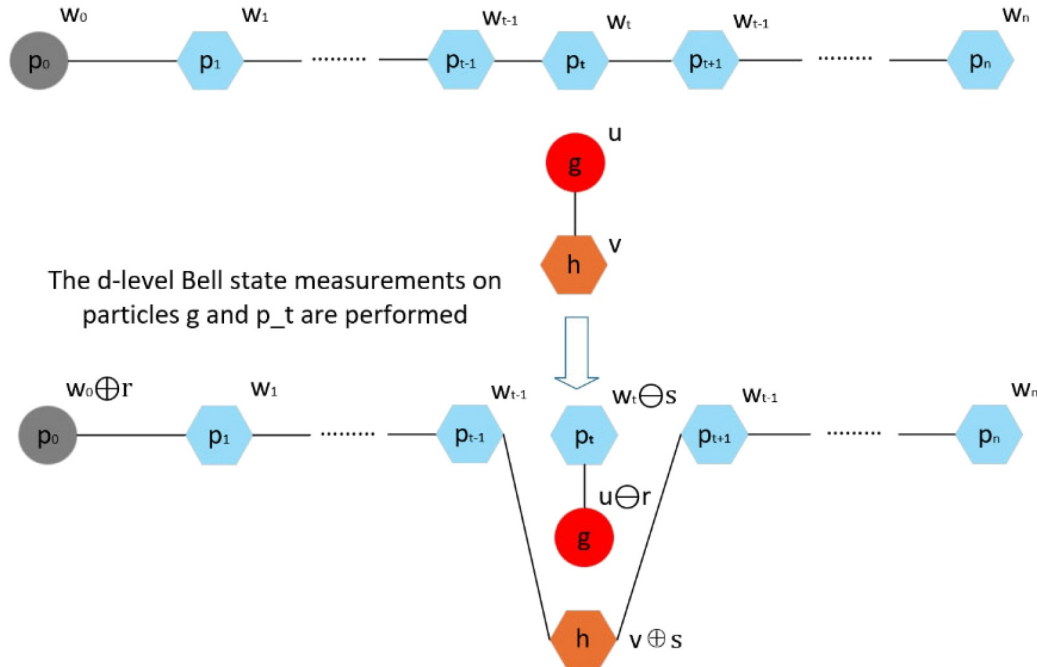 w₀ w₁ wₜ₋₁ wₜ wₜ₋₁ wₙ
p₀ p₁ ......... pₜ₋₁ pₜ pₜ₊₁ ......... pₙ
u
g
v
h
The d-level Bell state measurements on
particles g and p_t are performed
w₀⊕r w₁ wₜ₋₁ wₜ⊖s wₜ₋₁ wₙ
p₀ p₁ ......... pₜ₋₁ pₜ pₜ₊₁ ......... pₙ
u⊖r
g
h v⊕s